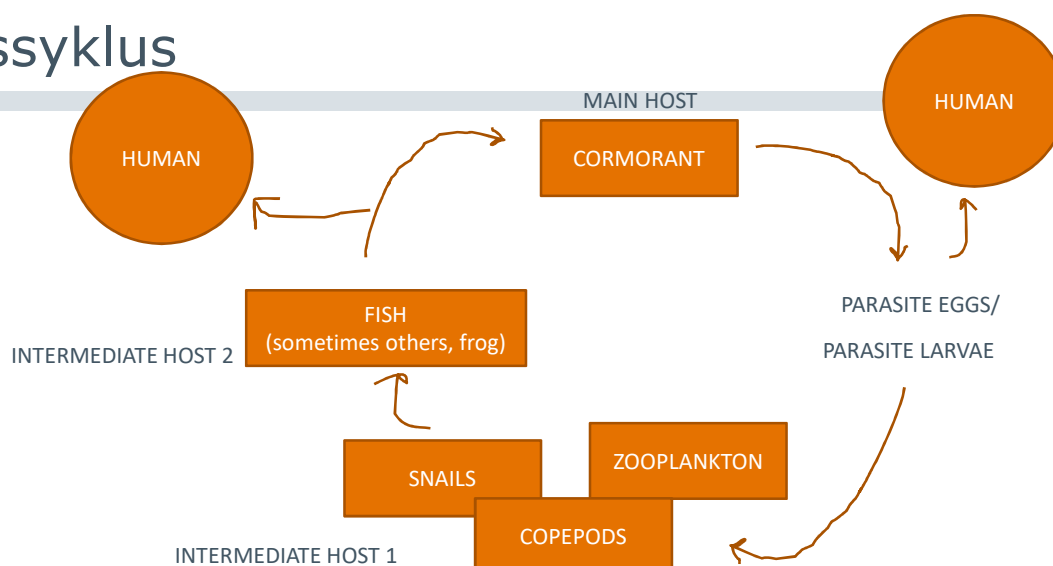 ssyklus
MAIN HOST
HUMAN
HUMAN
CORMORANT
PARASITE EGGS/
PARASITE LARVAE
FISH
(sometimes others, frog)
INTERMEDIATE HOST 2
SNAILS
ZOOPLANKTON
COPEPODS
INTERMEDIATE HOST 1